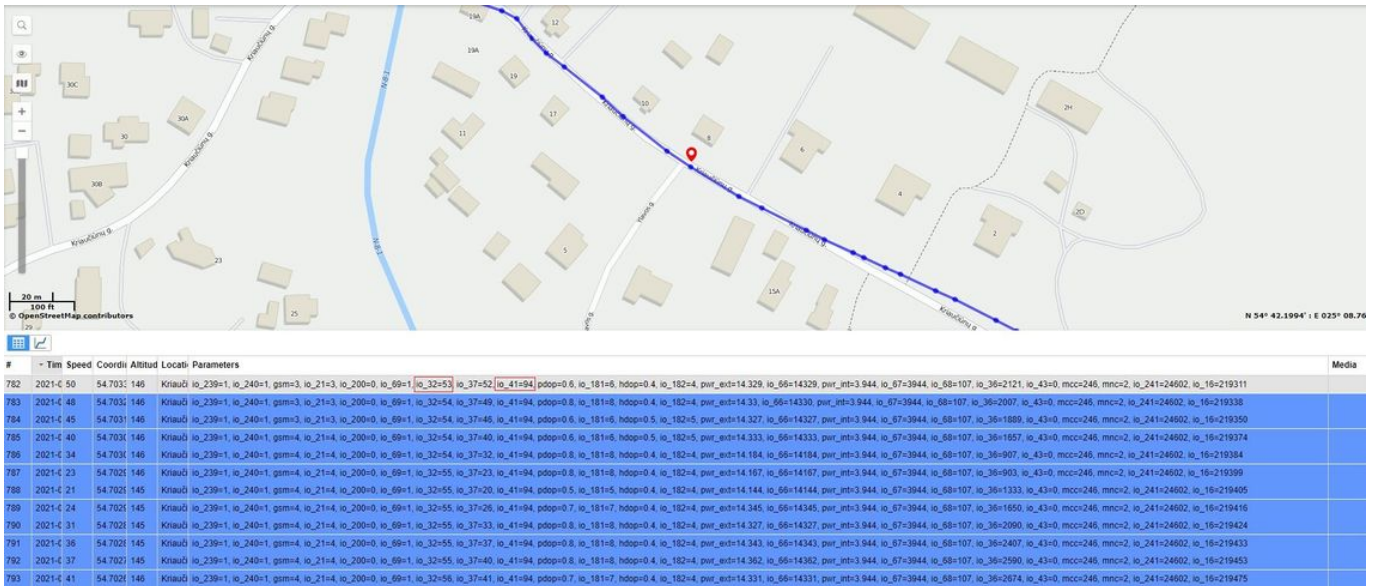 19A
12
Kriaučiūnų g.
19A
N-8-1
30C
19
30A
10
Kriaučiūnų g.
2H
17
30
11
8
6
Kriaučiūnų g.
Kriaučiūnų g.
30B
4
Yievis g.
2D
Kriaučiūnų g.
Kriaučiūnų g.
2
N-8-1
5
23
15A
20 m
100 ft
Kriaučiūnų g.
25
© OpenStreetMap contributors
N 54° 42.1994' : E 025° 08.76
29
# Tim Speed Coordi Altitud Locati Parameters Media
782 2021-0 50 54.7033 146 Kriauči io_239=1, io_240=1, gsm=3, io_21=3, io_200=0, io_69=1, io_32=53, io_37=52, io_41=94, pdop=0.6, io_181=6, hdop=0.4, io_182=4, pwr_ext=14.329, io_66=14329, pwr_int=3.944, io_67=3944, io_68=107, io_36=2121, io_43=0, mcc=246, mnc=2, io_241=24602, io_16=219311
783 2021-0 48 54.7032 146 Kriauči io_239=1, io_240=1, gsm=3, io_21=3, io_200=0, io_69=1, io_32=54, io_37=49, io_41=94, pdop=0.8, io_181=8, hdop=0.4, io_182=4, pwr_ext=14.33, io_66=14330, pwr_int=3.944, io_67=3944, io_68=107, io_36=2007, io_43=0, mcc=246, mnc=2, io_241=24602, io_16=219338
784 2021-0 45 54.7031 146 Kriauči io_239=1, io_240=1, gsm=3, io_21=3, io_200=0, io_69=1, io_32=54, io_37=46, io_41=94, pdop=0.6, io_181=6, hdop=0.5, io_182=5, pwr_ext=14.327, io_66=14327, pwr_int=3.944, io_67=3944, io_68=107, io_36=1889, io_43=0, mcc=246, mnc=2, io_241=24602, io_16=219350
785 2021-0 40 54.7030 146 Kriauči io_239=1, io_240=1, gsm=4, io_21=4, io_200=0, io_69=1, io_32=54, io_37=40, io_41=94, pdop=0.6, io_181=6, hdop=0.5, io_182=5, pwr_ext=14.333, io_66=14333, pwr_int=3.944, io_67=3944, io_68=107, io_36=1657, io_43=0, mcc=246, mnc=2, io_241=24602, io_16=219374
786 2021-0 34 54.7030 146 Kriauči io_239=1, io_240=1, gsm=4, io_21=4, io_200=0, io_69=1, io_32=54, io_37=32, io_41=94, pdop=0.8, io_181=8, hdop=0.4, io_182=4, pwr_ext=14.184, io_66=14184, pwr_int=3.944, io_67=3944, io_68=107, io_36=907, io_43=0, mcc=246, mnc=2, io_241=24602, io_16=219384
787 2021-0 23 54.7029 146 Kriauči io_239=1, io_240=1, gsm=4, io_21=4, io_200=0, io_69=1, io_32=55, io_37=23, io_41=94, pdop=0.8, io_181=8, hdop=0.4, io_182=4, pwr_ext=14.167, io_66=14167, pwr_int=3.944, io_67=3944, io_68=107, io_36=903, io_43=0, mcc=246, mnc=2, io_241=24602, io_16=219399
788 2021-0 21 54.7029 145 Kriauči io_239=1, io_240=1, gsm=4, io_21=4, io_200=0, io_69=1, io_32=55, io_37=20, io_41=94, pdop=0.5, io_181=5, hdop=0.4, io_182=4, pwr_ext=14.144, io_66=14144, pwr_int=3.944, io_67=3944, io_68=107, io_36=1333, io_43=0, mcc=246, mnc=2, io_241=24602, io_16=219405
789 2021-0 24 54.7029 145 Kriauči io_239=1, io_240=1, gsm=4, io_21=4, io_200=0, io_69=1, io_32=55, io_37=26, io_41=94, pdop=0.7, io_181=7, hdop=0.4, io_182=4, pwr_ext=14.345, io_66=14345, pwr_int=3.944, io_67=3944, io_68=107, io_36=1650, io_43=0, mcc=246, mnc=2, io_241=24602, io_16=219416
790 2021-0 31 54.7028 145 Kriauči io_239=1, io_240=1, gsm=4, io_21=4, io_200=0, io_69=1, io_32=55, io_37=33, io_41=94, pdop=0.8, io_181=8, hdop=0.4, io_182=4, pwr_ext=14.327, io_66=14327, pwr_int=3.944, io_67=3944, io_68=107, io_36=2090, io_43=0, mcc=246, mnc=2, io_241=24602, io_16=219424
791 2021-0 36 54.7028 145 Kriauči io_239=1, io_240=1, gsm=4, io_21=4, io_200=0, io_69=1, io_32=55, io_37=37, io_41=94, pdop=0.8, io_181=8, hdop=0.4, io_182=4, pwr_ext=14.343, io_66=14343, pwr_int=3.944, io_67=3944, io_68=107, io_36=2407, io_43=0, mcc=246, mnc=2, io_241=24602, io_16=219433
792 2021-0 37 54.7027 145 Kriauči io_239=1, io_240=1, gsm=4, io_21=4, io_200=0, io_69=1, io_32=55, io_37=40, io_41=94, pdop=0.8, io_181=8, hdop=0.4, io_182=4, pwr_ext=14.362, io_66=14362, pwr_int=3.944, io_67=3944, io_68=107, io_36=2590, io_43=0, mcc=246, mnc=2, io_241=24602, io_16=219453
793 2021-0 41 54.7026 146 Kriauči io_239=1, io_240=1, gsm=4, io_21=4, io_200=0, io_69=1, io_32=56, io_37=41, io_41=94, pdop=0.7, io_181=7, hdop=0.4, io_182=4, pwr_ext=14.331, io_66=14331, pwr_int=3.944, io_67=3944, io_68=107, io_36=2674, io_43=0, mcc=246, mnc=2, io_241=24602, io_16=219475